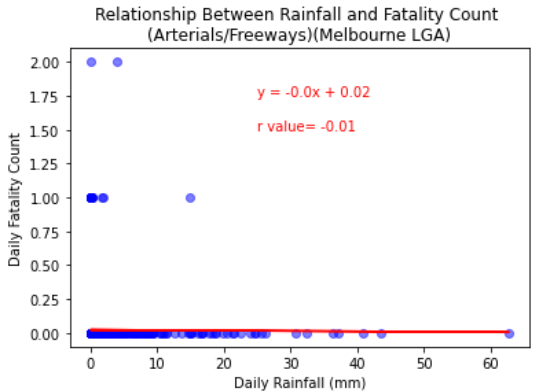 Relationship Between Rainfall and Fatality Count
(Arterials/Freeways)(Melbourne LGA)
2.00
1.75
1.50
1.25
1.00
0.75
0.50
0.25
0.00
Daily Fatality Count
y = -0.0x + 0.02
r value= -0.01
0 10 20 30 40 50 60
Daily Rainfall (mm)